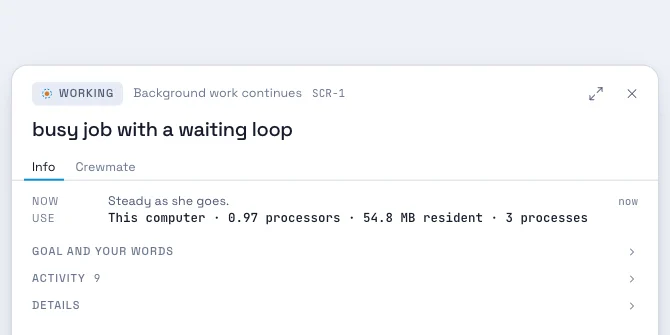 WORKING Background work continues SCR-1
busy job with a waiting loop
Info Crewmate
NOW Steady as she goes. now
USE This computer · 0.97 processors · 54.8 MB resident · 3 processes
GOAL AND YOUR WORDS
ACTIVITY 9
DETAILS